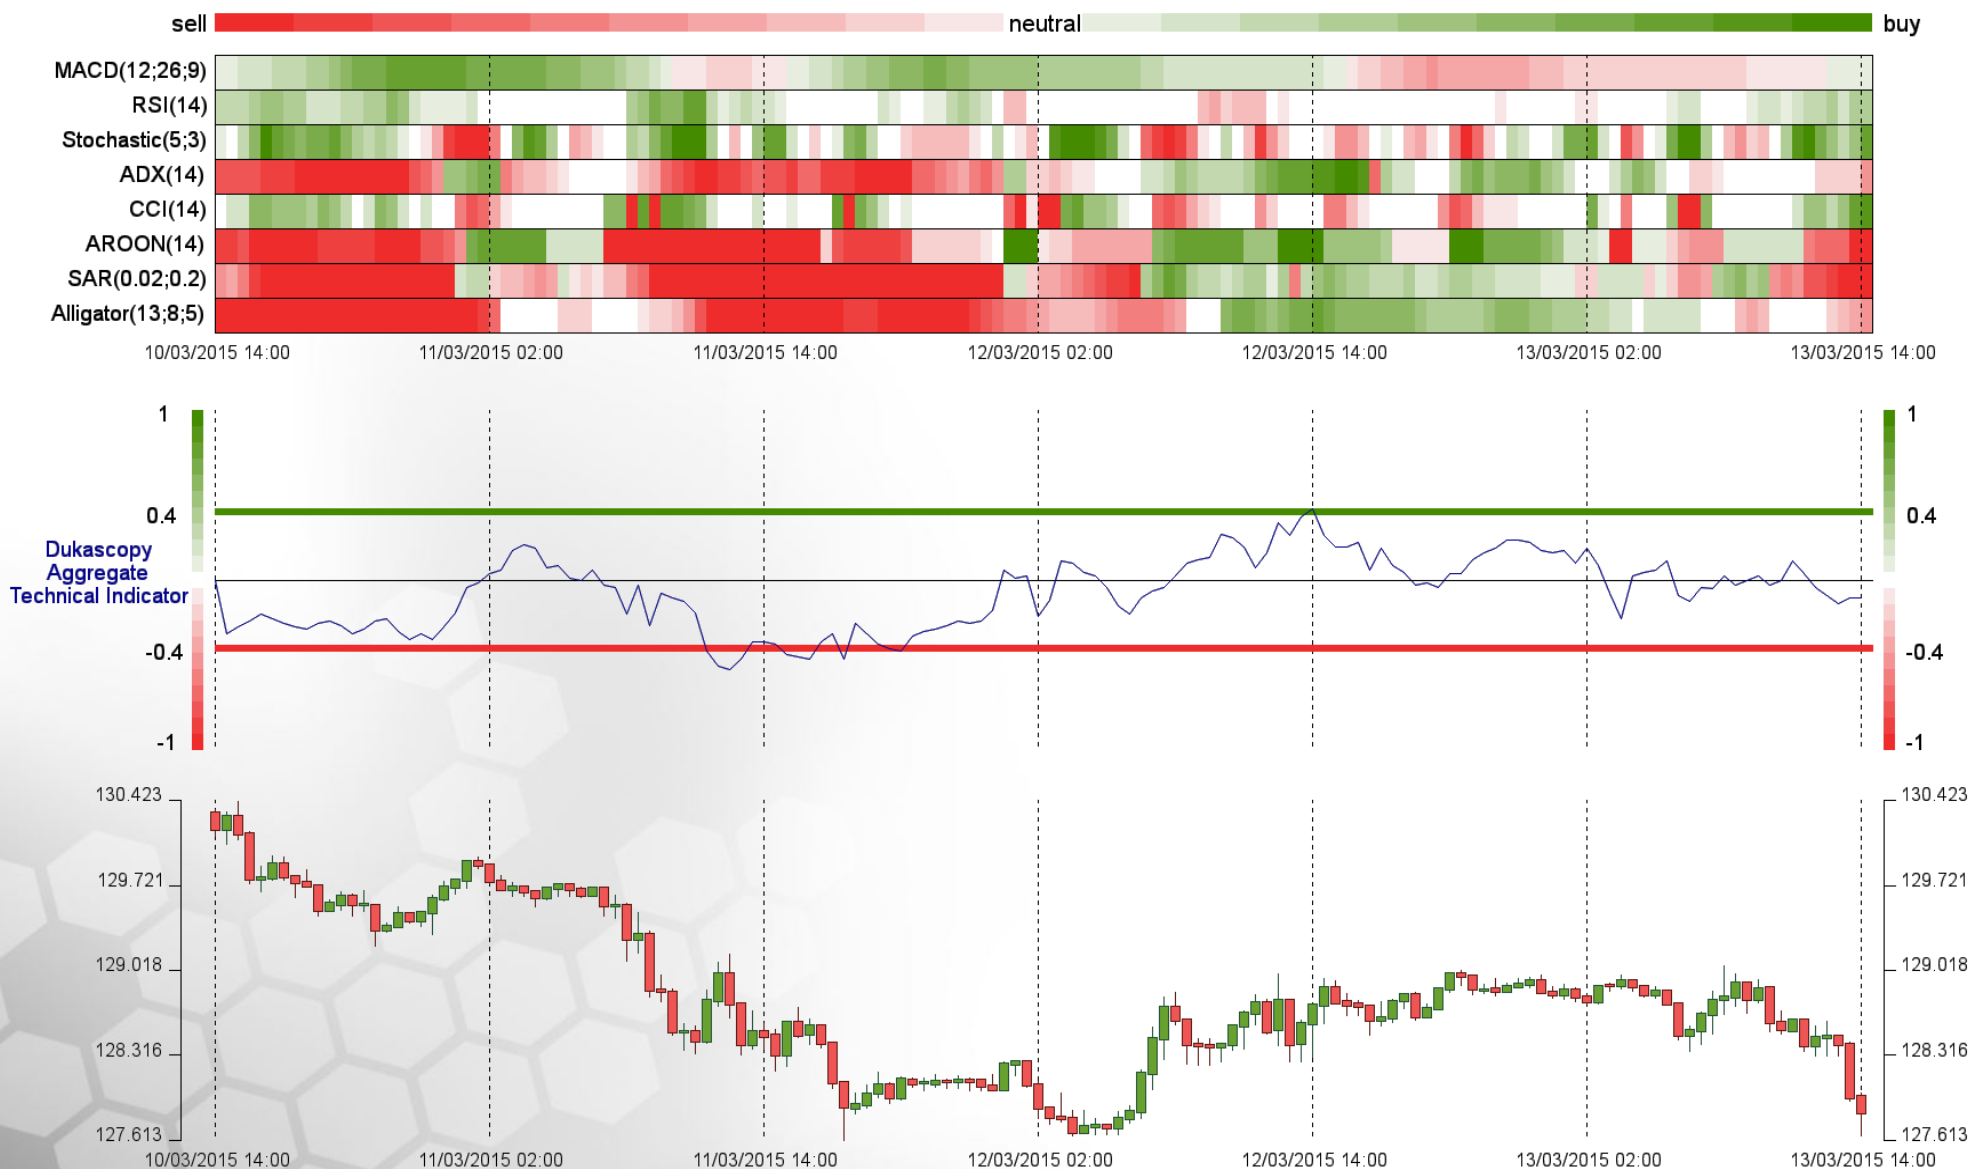 sell neutral buy
MACD(12;26;9)
RSI(14)
Stochastic(5;3)
ADX(14)
CCI(14)
AROON(14)
SAR(0.02;0.2)
Alligator(13;8;5)
10/03/2015 14:00 11/03/2015 02:00 11/03/2015 14:00 12/03/2015 02:00 12/03/2015 14:00 13/03/2015 02:00 13/03/2015 14:00
1 1
0.4 0.4
Dukascopy
Aggregate
Technical Indicator
-0.4 -0.4
-1 -1
130.423 130.423
129.721 129.721
129.018 129.018
128.316 128.316
127.613 127.613
10/03/2015 14:00 11/03/2015 02:00 11/03/2015 14:00 12/03/2015 02:00 12/03/2015 14:00 13/03/2015 02:00 13/03/2015 14:00